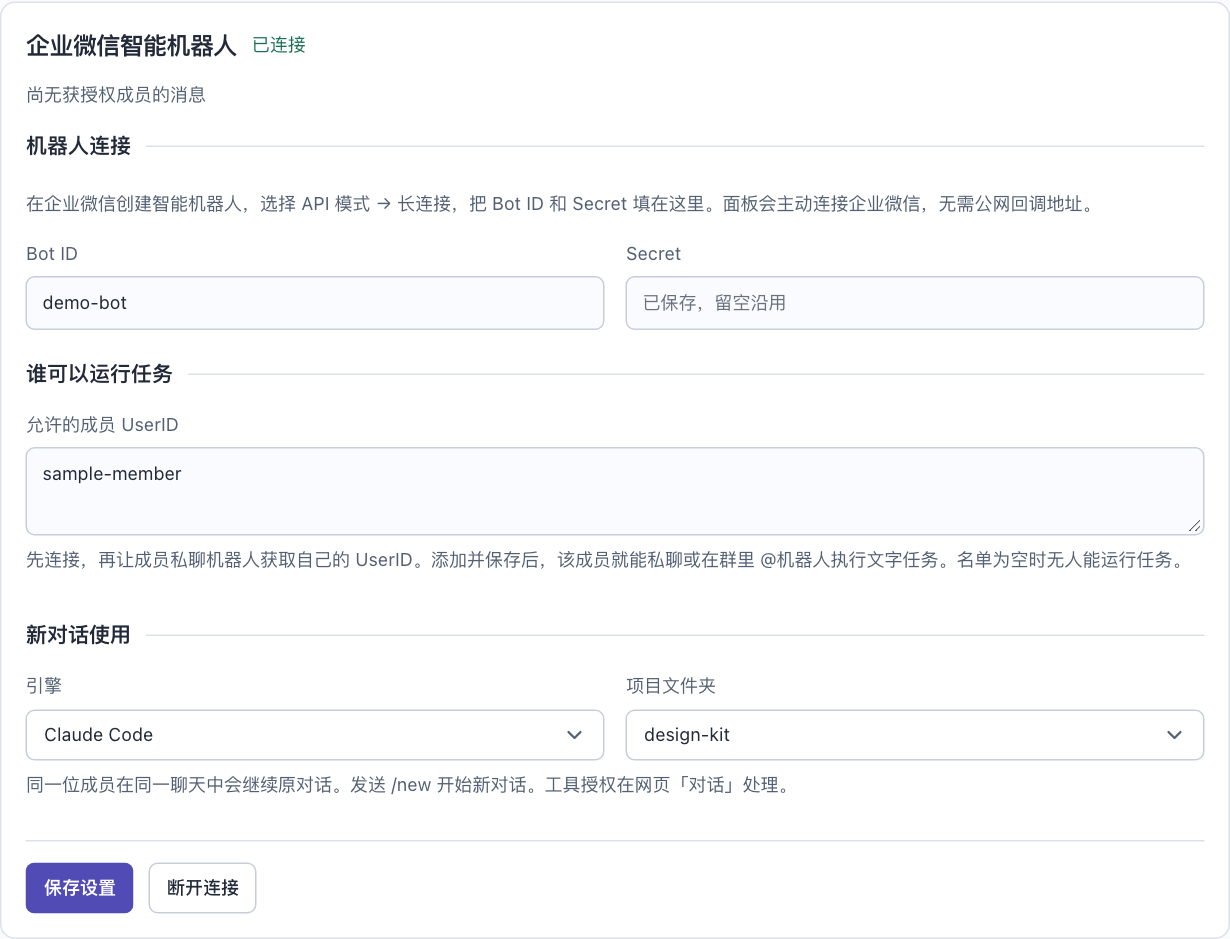 企业微信智能机器人 已连接
尚无获授权成员的消息
机器人连接
在企业微信创建智能机器人，选择 API 模式 → 长连接，把 Bot ID 和 Secret 填在这里。面板会主动连接企业微信，无需公网回调地址。
Bot ID
Secret
demo-bot
已保存，留空沿用
谁可以运行任务
允许的成员 UserID
sample-member
先连接，再让成员私聊机器人获取自己的 UserID。添加并保存后，该成员就能私聊或在群里 @机器人执行文字任务。名单为空时无人能运行任务。
新对话使用
引擎
项目文件夹
Claude Code
design-kit
同一位成员在同一聊天中会继续原对话。发送 /new 开始新对话。工具授权在网页「对话」处理。
保存设置
断开连接